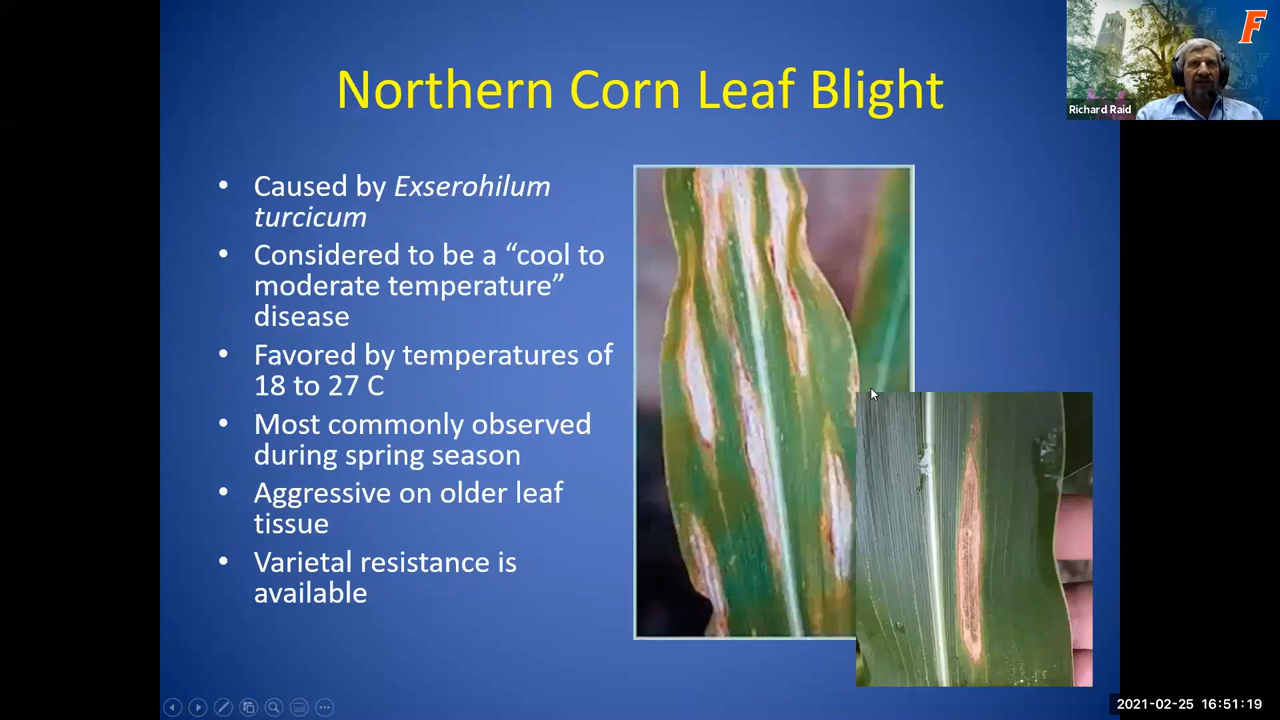 F
Richard Raid
Northern Corn Leaf Blight
• Caused by Exserohilum
turcicum
• Considered to be a “cool to
moderate temperature”
disease
• Favored by temperatures of
18 to 27 C
• Most commonly observed
during spring season
• Aggressive on older leaf
tissue
• Varietal resistance is
available
2021-02-25 16:51:19